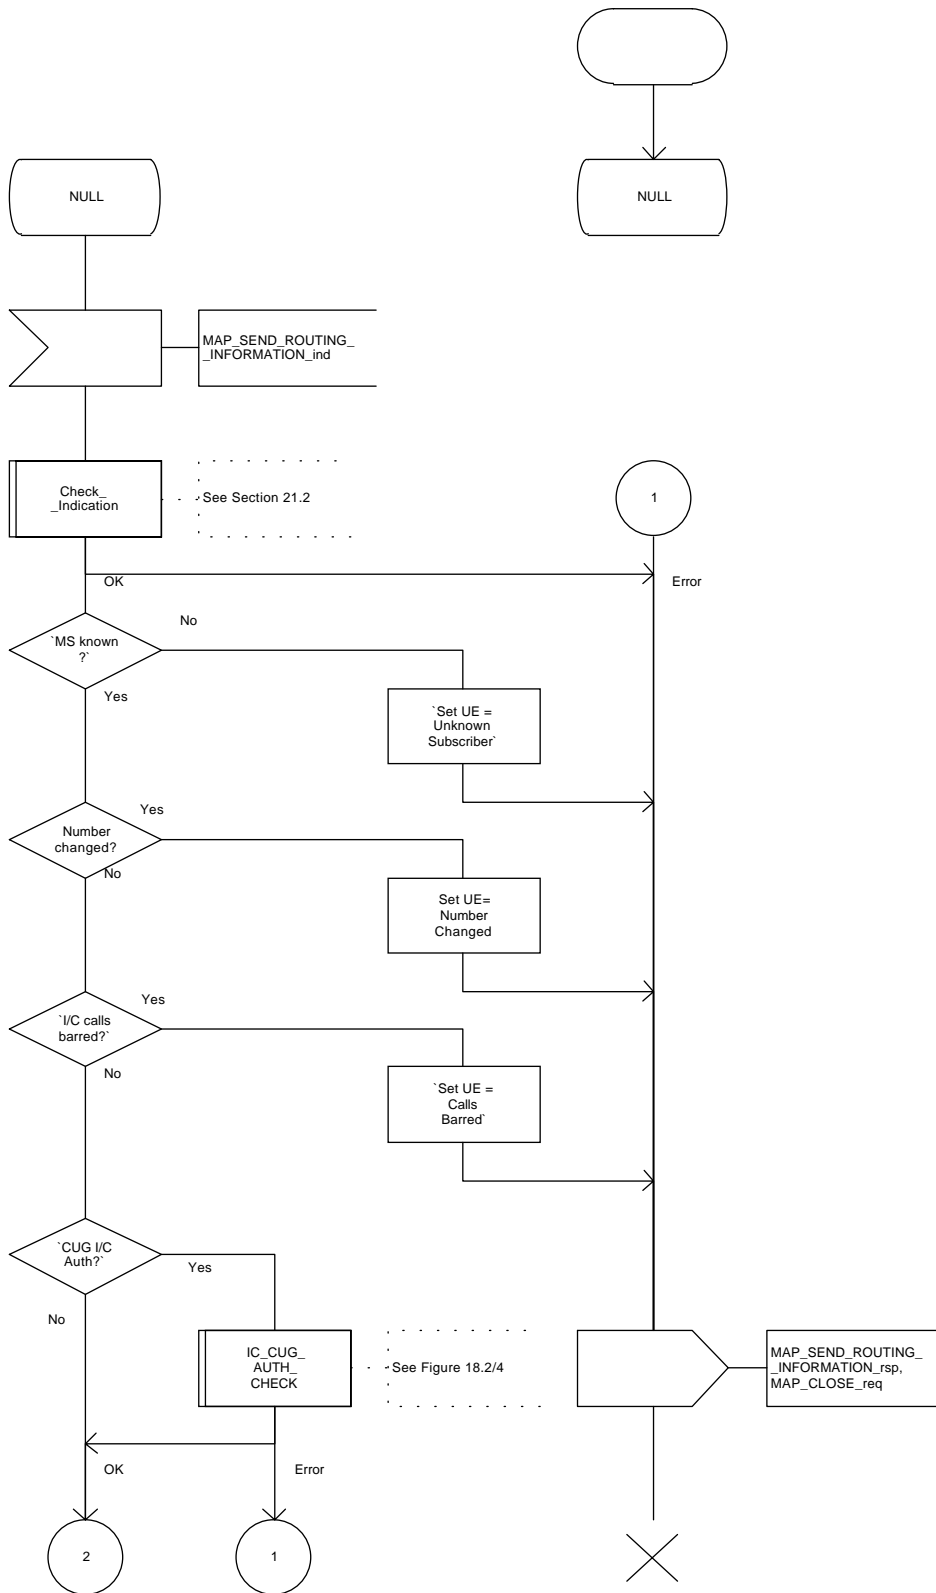 NULL
NULL
MAP_SEND_ROUTING_
_INFORMATION_ind
Check_
_Indication
See Section 21.2
1
OK
Error
No
`MS known
?`
Yes
`Set UE =
Unknown
Subscriber`
Yes
Number
changed?
No
Set UE=
Number
Changed
Yes
`I/C calls
barred?`
No
`Set UE =
Calls
Barred`
`CUG I/C
Auth?`
Yes
No
IC_CUG_
AUTH_
CHECK
See Figure 18.2/4
MAP_SEND_ROUTING_
_INFORMATION_rsp,
MAP_CLOSE_req
OK
Error
2
1